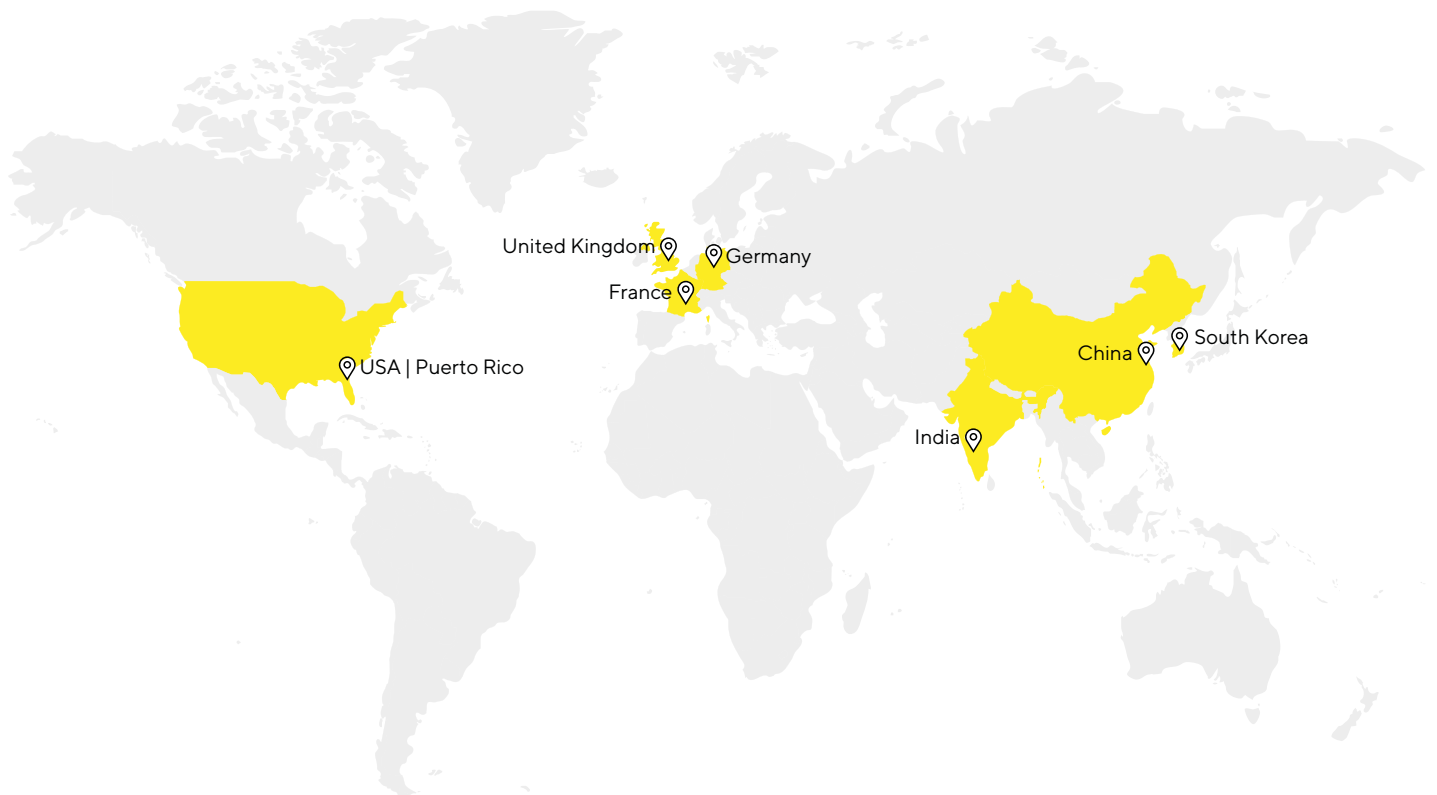 United Kingdom
Germany
France
South Korea
China
USA | Puerto Rico
India